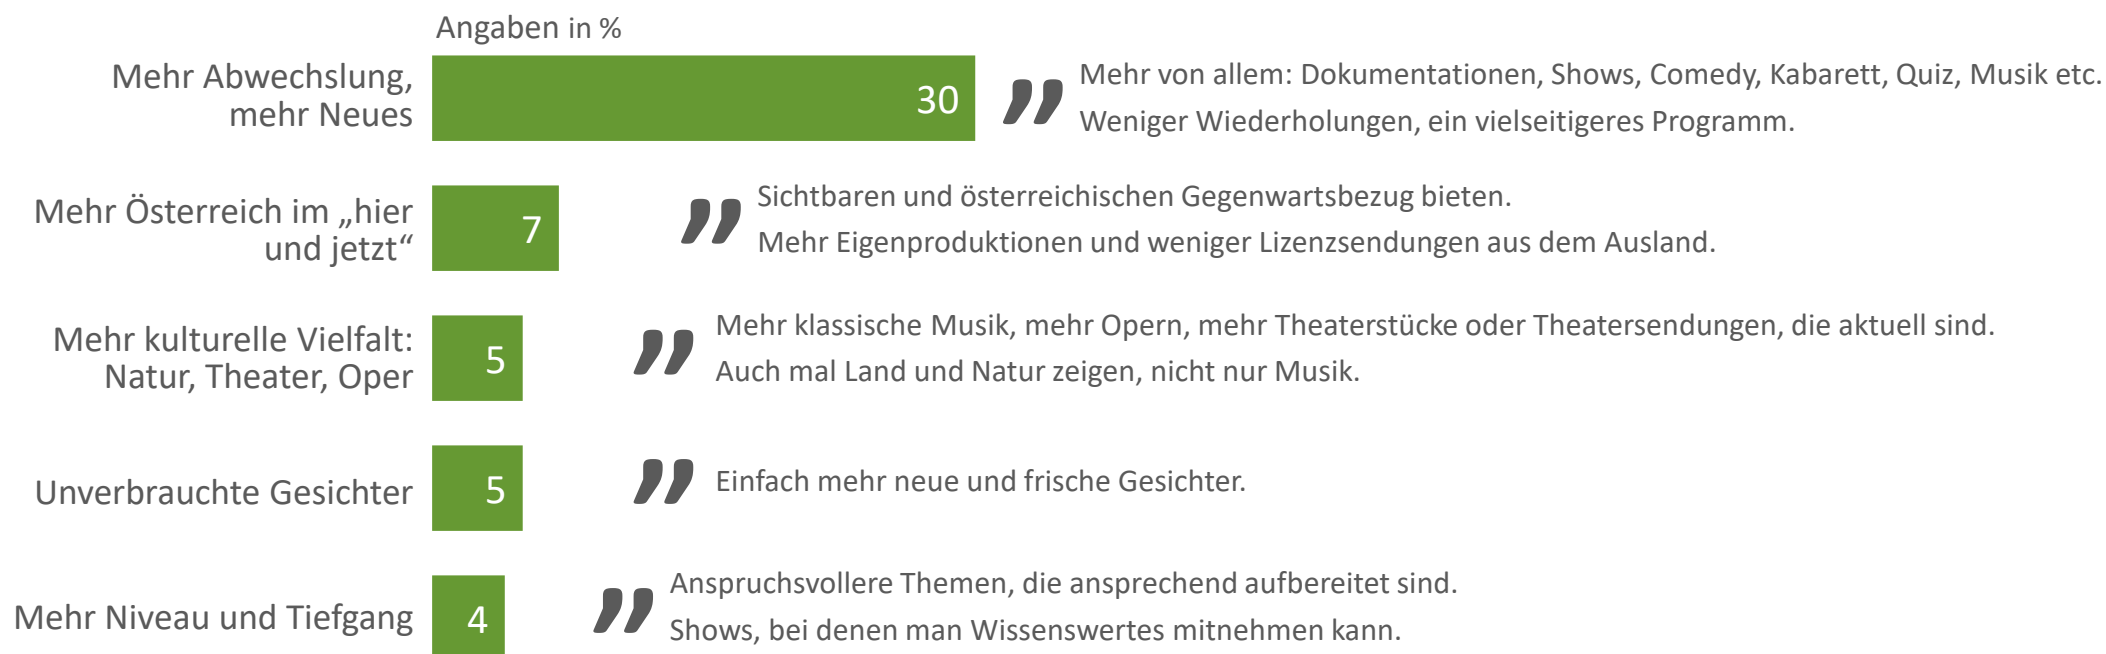 Angaben in %
Mehr Abwechslung,
mehr Neues
30
” Mehr von allem: Dokumentationen, Shows, Comedy, Kabarett, Quiz, Musik etc.
Weniger Wiederholungen, ein vielseitigeres Programm.
Mehr Österreich im „hier
und jetzt“
7
” Sichtbaren und österreichischen Gegenwartsbezug bieten.
Mehr Eigenproduktionen und weniger Lizenzsendungen aus dem Ausland.
Mehr kulturelle Vielfalt:
Natur, Theater, Oper
5
” Mehr klassische Musik, mehr Opern, mehr Theaterstücke oder Theatersendungen, die aktuell sind.
Auch mal Land und Natur zeigen, nicht nur Musik.
Unverbrauchte Gesichter
5
” Einfach mehr neue und frische Gesichter.
Mehr Niveau und Tiefgang
4
” Anspruchsvollere Themen, die ansprechend aufbereitet sind.
Shows, bei denen man Wissenswertes mitnehmen kann.